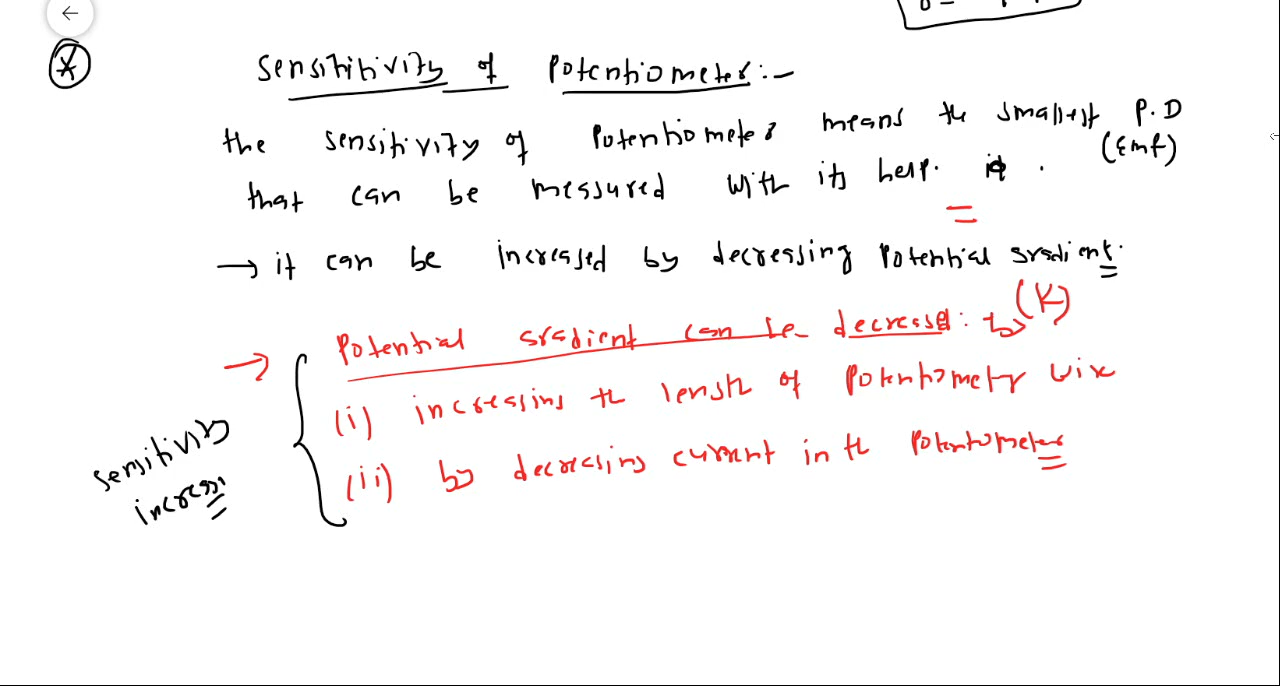 Sensitivity of Potentiometer :-
the sensitivity of Potentiometer means the smallest P.D
(Emf)
that can be measured with its help.
→ it can be increased by decreasing Potential gradient.
(K)
→ Potential gradient can be decreased : by
(i) increasing the length of Potentiometer wire
(ii) by decreasing current in the Potentiometer
Sensitivity
increases